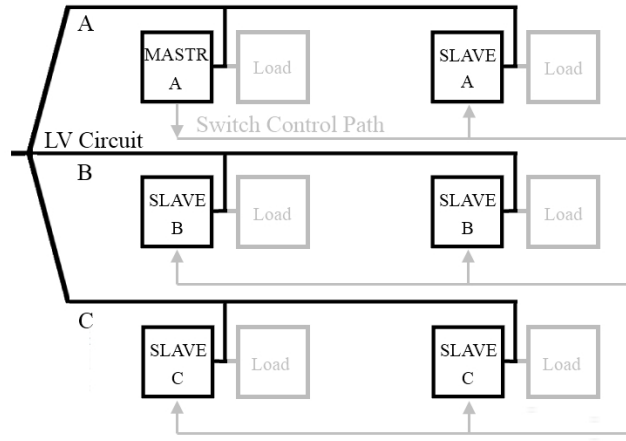 A
MASTR
A
Load
SLAVE
A
Load
Switch Control Path
LV Circuit
B
SLAVE
B
Load
SLAVE
B
Load
C
SLAVE
C
Load
SLAVE
C
Load